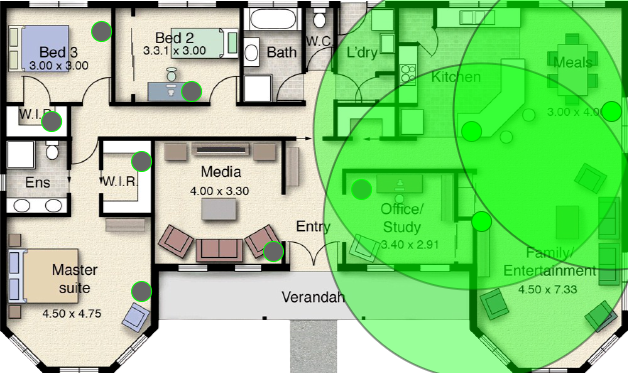 Bed 3
3.00 x 3.00
Bed 2
3.3.1 x 3.00
Bath
W.C.
L'dry
Kitchen
Meals
3.00 x 4.00
W.I.R.
Ens
W.I.R.
Media
4.00 x 3.30
Entry
Office/
Study
3.40 x 2.91
Master
suite
4.50 x 4.75
Verandah
Family/
Entertainment
4.50 x 7.33